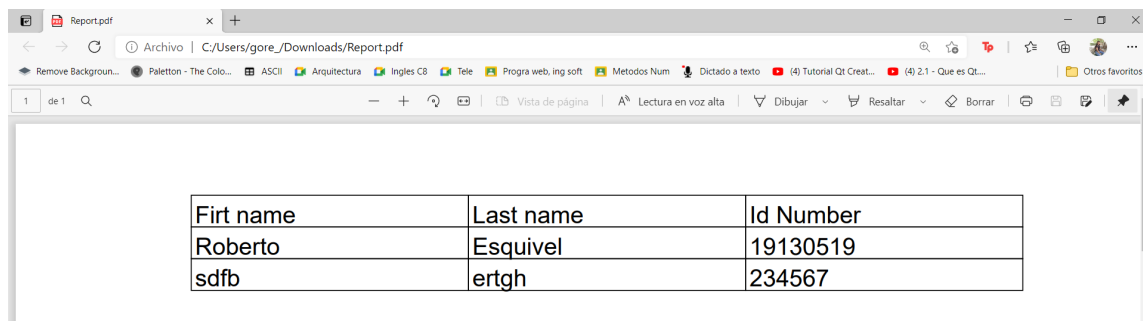 Report.pdf
Archivo | C:/Users/gore_/Downloads/Report.pdf
Remove Backgroun... Paletton - The Colo... ASCII Arquitectura Ingles C8 Tele Progra web, ing soft Metodos Num Dictado a texto (4) Tutorial Qt Creat... (4) 2.1 - Que es Qt.... Otros favoritos
1 de 1 Vista de página Lectura en voz alta Dibujar Resaltar Borrar
Firt name Last name Id Number
Roberto Esquivel 19130519
sdfb ertgh 234567